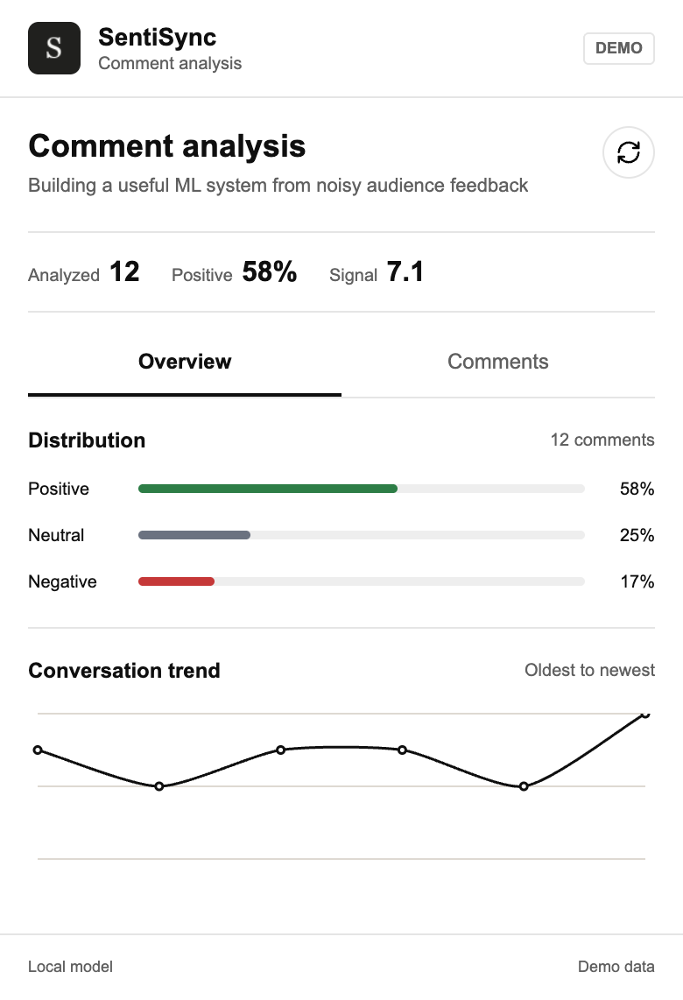 S
SentiSync
Comment analysis
DEMO
Comment analysis
Building a useful ML system from noisy audience feedback
Analyzed 12 Positive 58% Signal 7.1
Overview Comments
Distribution 12 comments
Positive 58%
Neutral 25%
Negative 17%
Conversation trend Oldest to newest
Local model Demo data